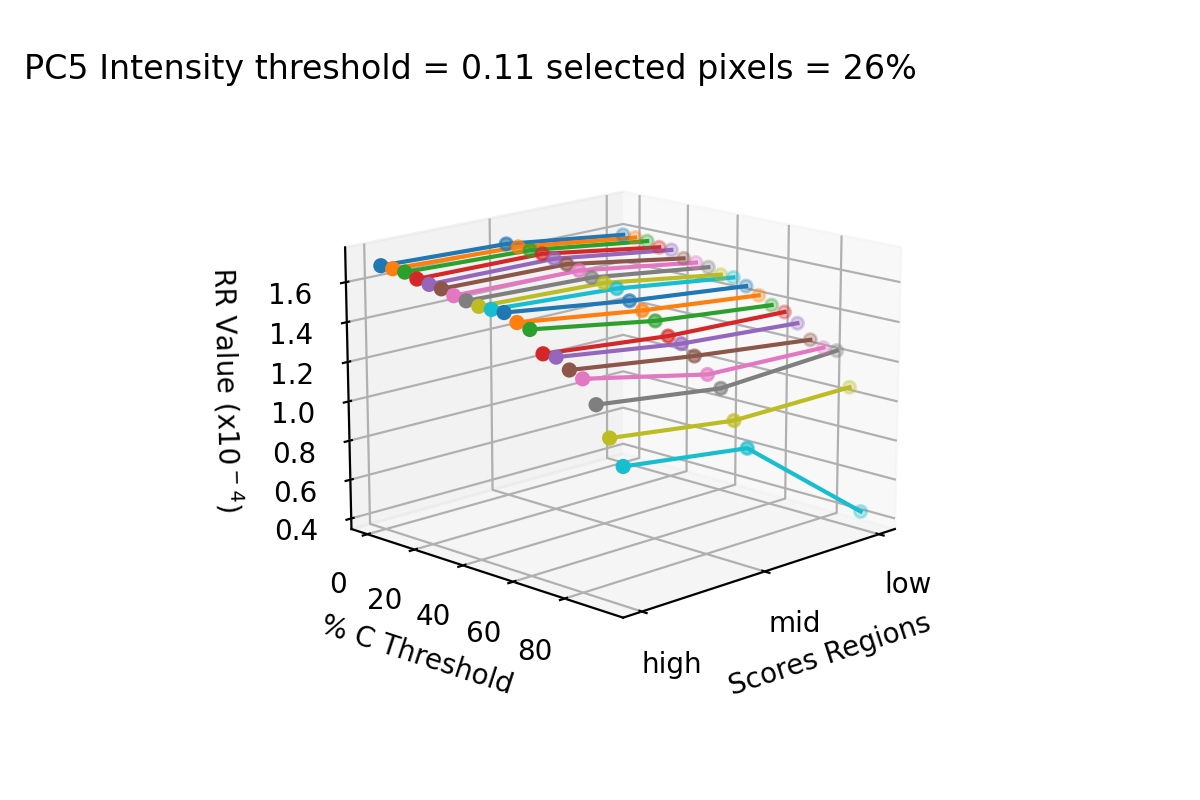 PC5 Intensity threshold = 0.11 selected pixels = 26%
RR Value (x10⁻⁴)
1.6
1.4
1.2
1.0
0.8
0.6
0.4
0
20
40
60
80
% C Threshold
high
mid
low
Scores Regions